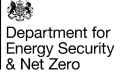 Department for
Energy Security
& Net Zero